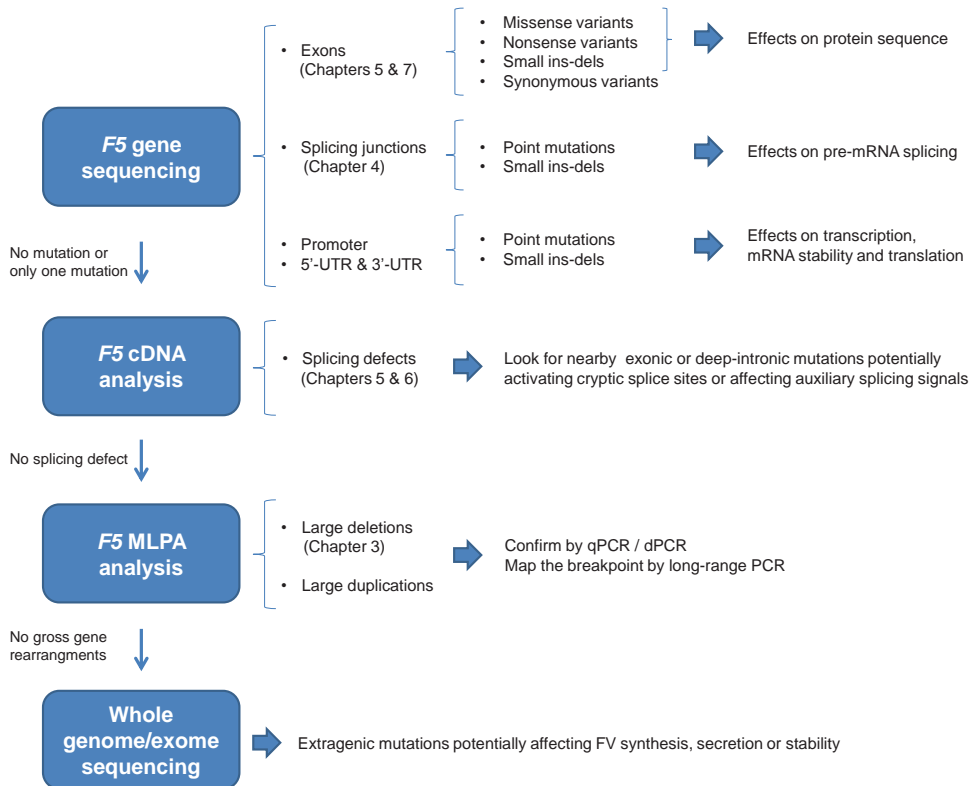 F5 gene
sequencing
• Exons
(Chapters 5 & 7)
• Missense variants
• Nonsense variants
• Small ins-dels
• Synonymous variants
Effects on protein sequence
• Splicing junctions
(Chapter 4)
• Point mutations
• Small ins-dels
Effects on pre-mRNA splicing
• Promoter
• 5’-UTR & 3’-UTR
• Point mutations
• Small ins-dels
Effects on transcription,
mRNA stability and translation
No mutation or
only one mutation
F5 cDNA
analysis
• Splicing defects
(Chapters 5 & 6)
Look for nearby exonic or deep-intronic mutations potentially
activating cryptic splice sites or affecting auxiliary splicing signals
No splicing defect
F5 MLPA
analysis
• Large deletions
(Chapter 3)
• Large duplications
Confirm by qPCR / dPCR
Map the breakpoint by long-range PCR
No gross gene
rearrangments
Whole
genome/exome
sequencing
Extragenic mutations potentially affecting FV synthesis, secretion or stability